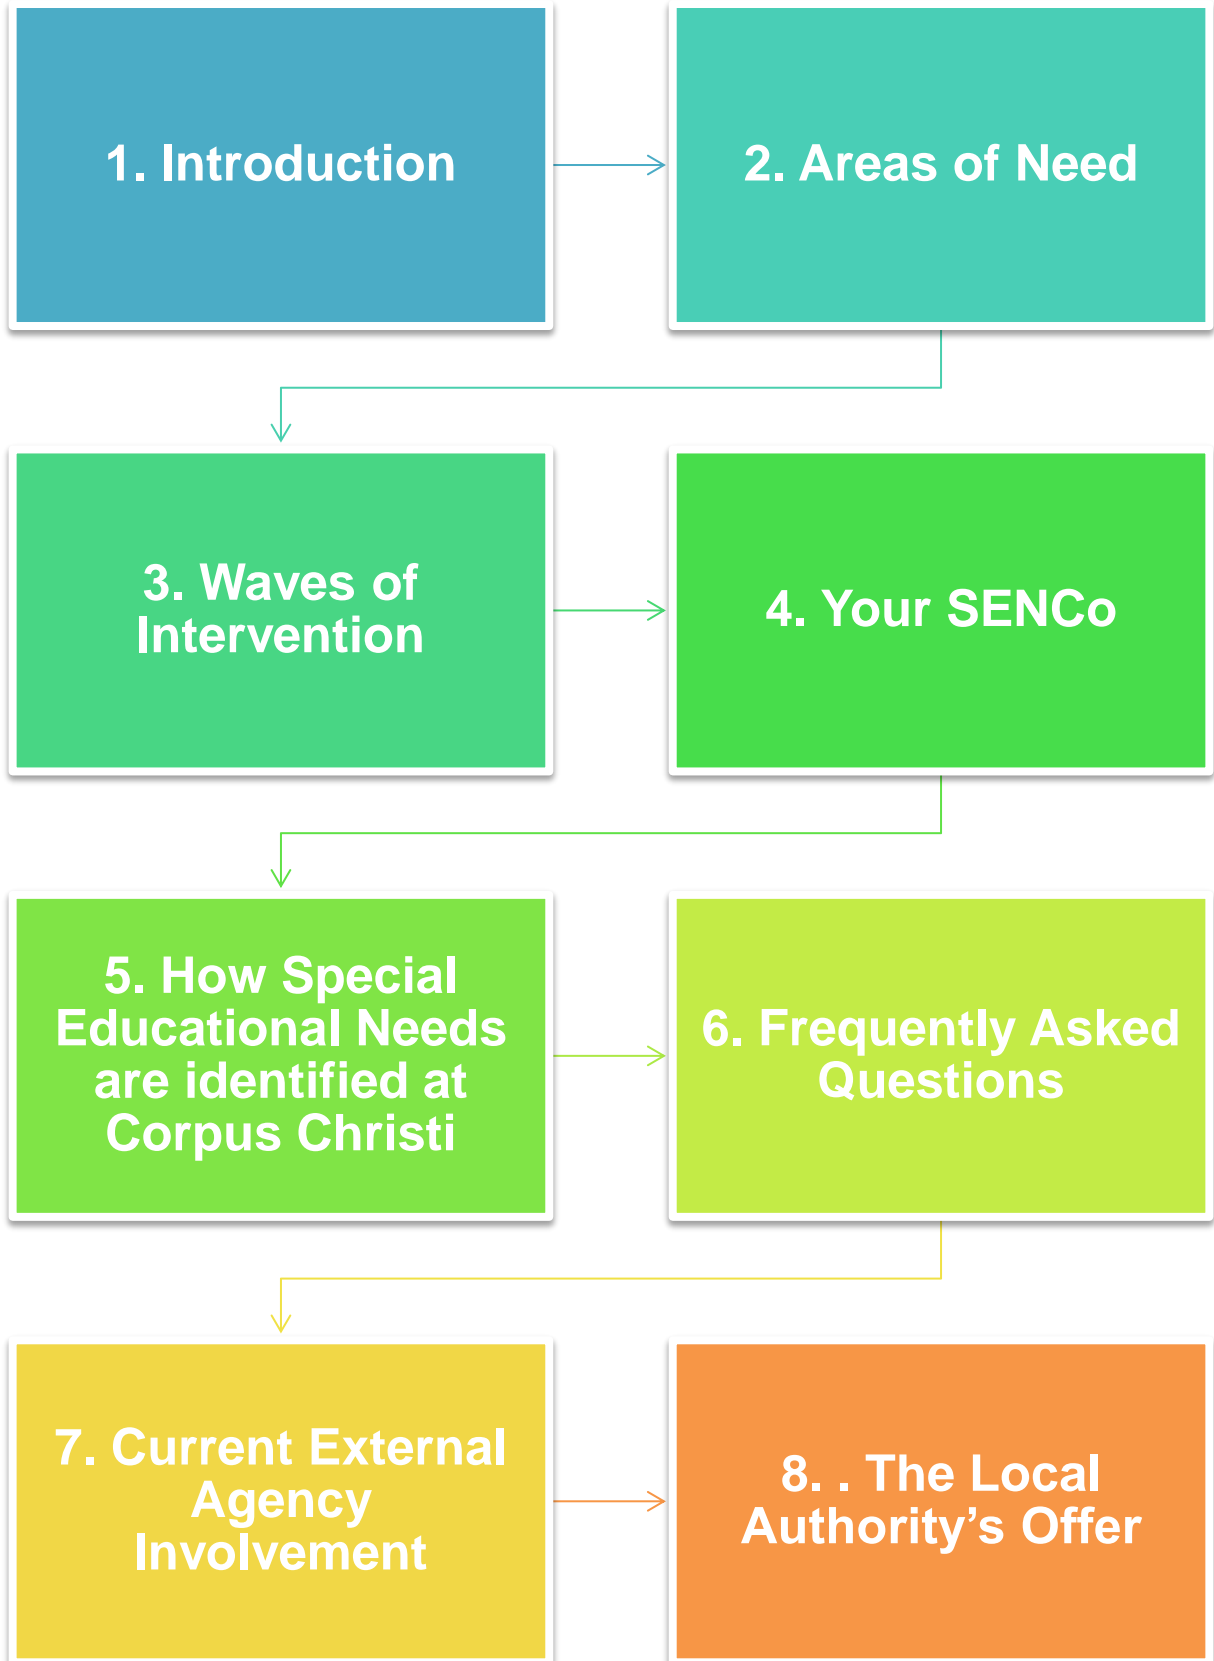 1. Introduction
2. Areas of Need
3. Waves of
Intervention
4. Your SENCo
5. How Special
Educational Needs
are identified at
Corpus Christi
6. Frequently Asked
Questions
7. Current External
Agency
Involvement
8. . The Local
Authority’s Offer